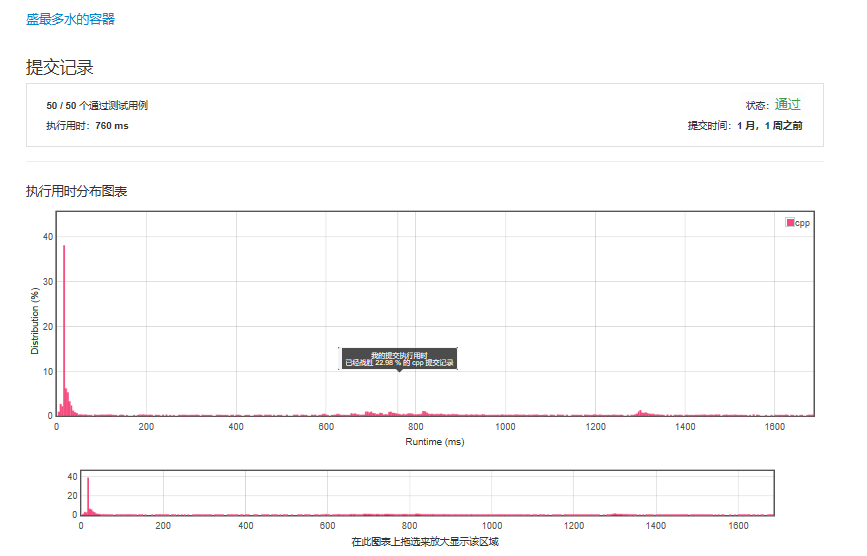 盛最多水的容器
提交记录
50 / 50 个通过测试用例
状态：通过
执行用时：760 ms
提交时间：1 月，1 周之前
执行用时分布图表
cpp
40
30
20
10
0
Distribution (%)
我的提交执行用时
已经战胜 22.98 % 的 cpp 提交记录
0 200 400 600 800 1000 1200 1400 1600
Runtime (ms)
40
20
0
0 200 400 600 800 1000 1200 1400 1600
在此图表上拖选来放大显示该区域